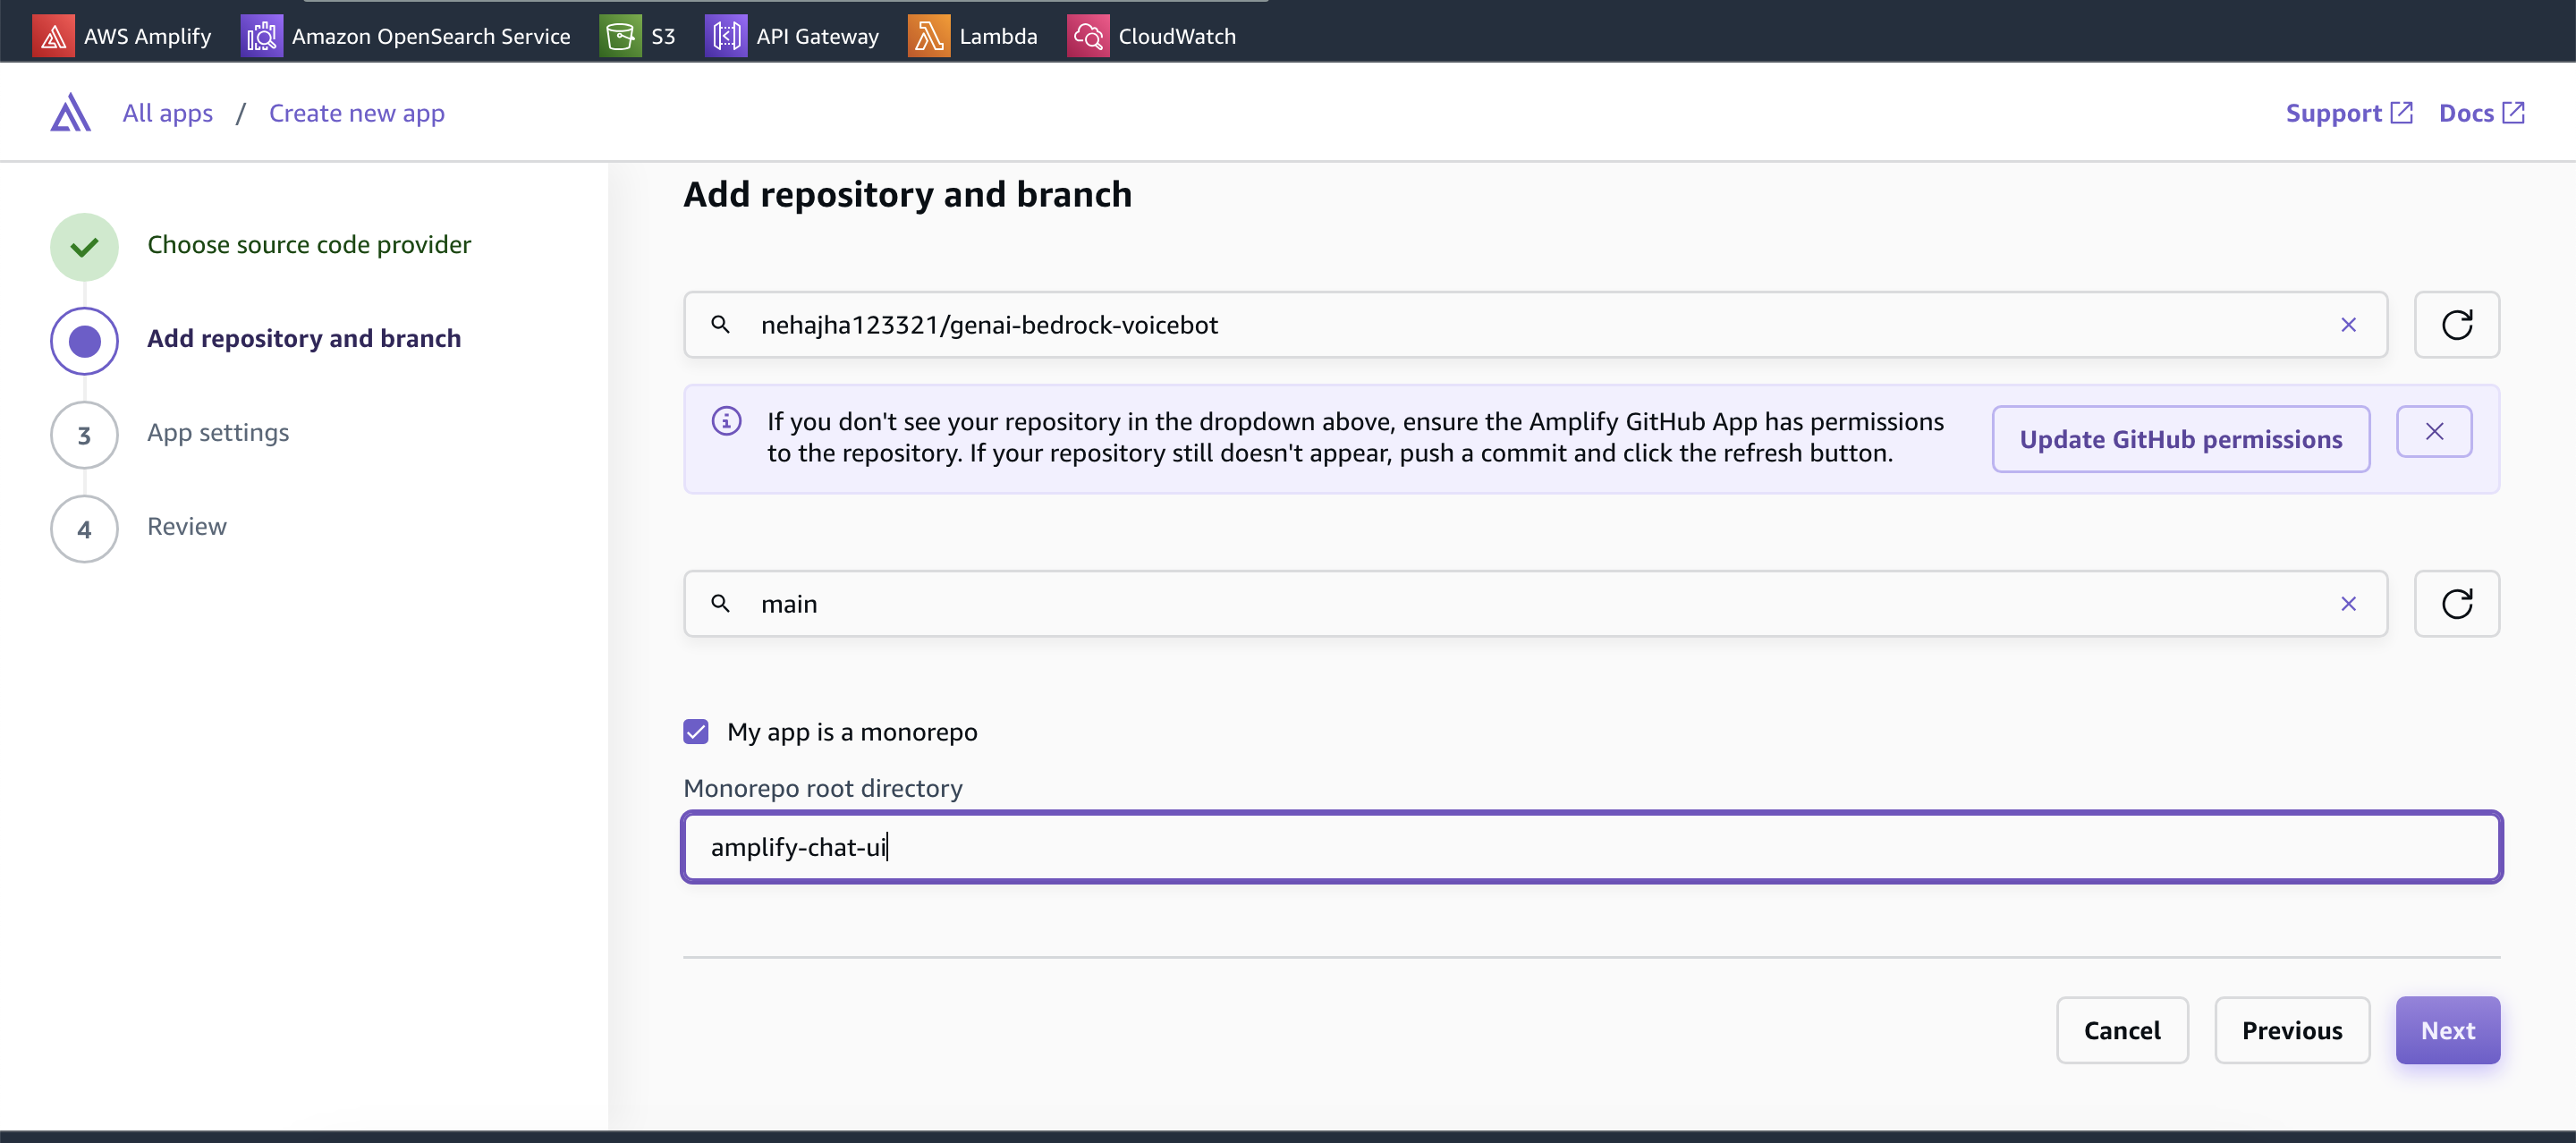 AWS Amplify Amazon OpenSearch Service S3 API Gateway Lambda CloudWatch
All apps / Create new app Support Docs
Choose source code provider
Add repository and branch
3 App settings
4 Review
Add repository and branch
nehajha123321/genai-bedrock-voicebot
If you don't see your repository in the dropdown above, ensure the Amplify GitHub App has permissions
to the repository. If your repository still doesn't appear, push a commit and click the refresh button.
Update GitHub permissions
main
My app is a monorepo
Monorepo root directory
amplify-chat-ui
Cancel Previous Next